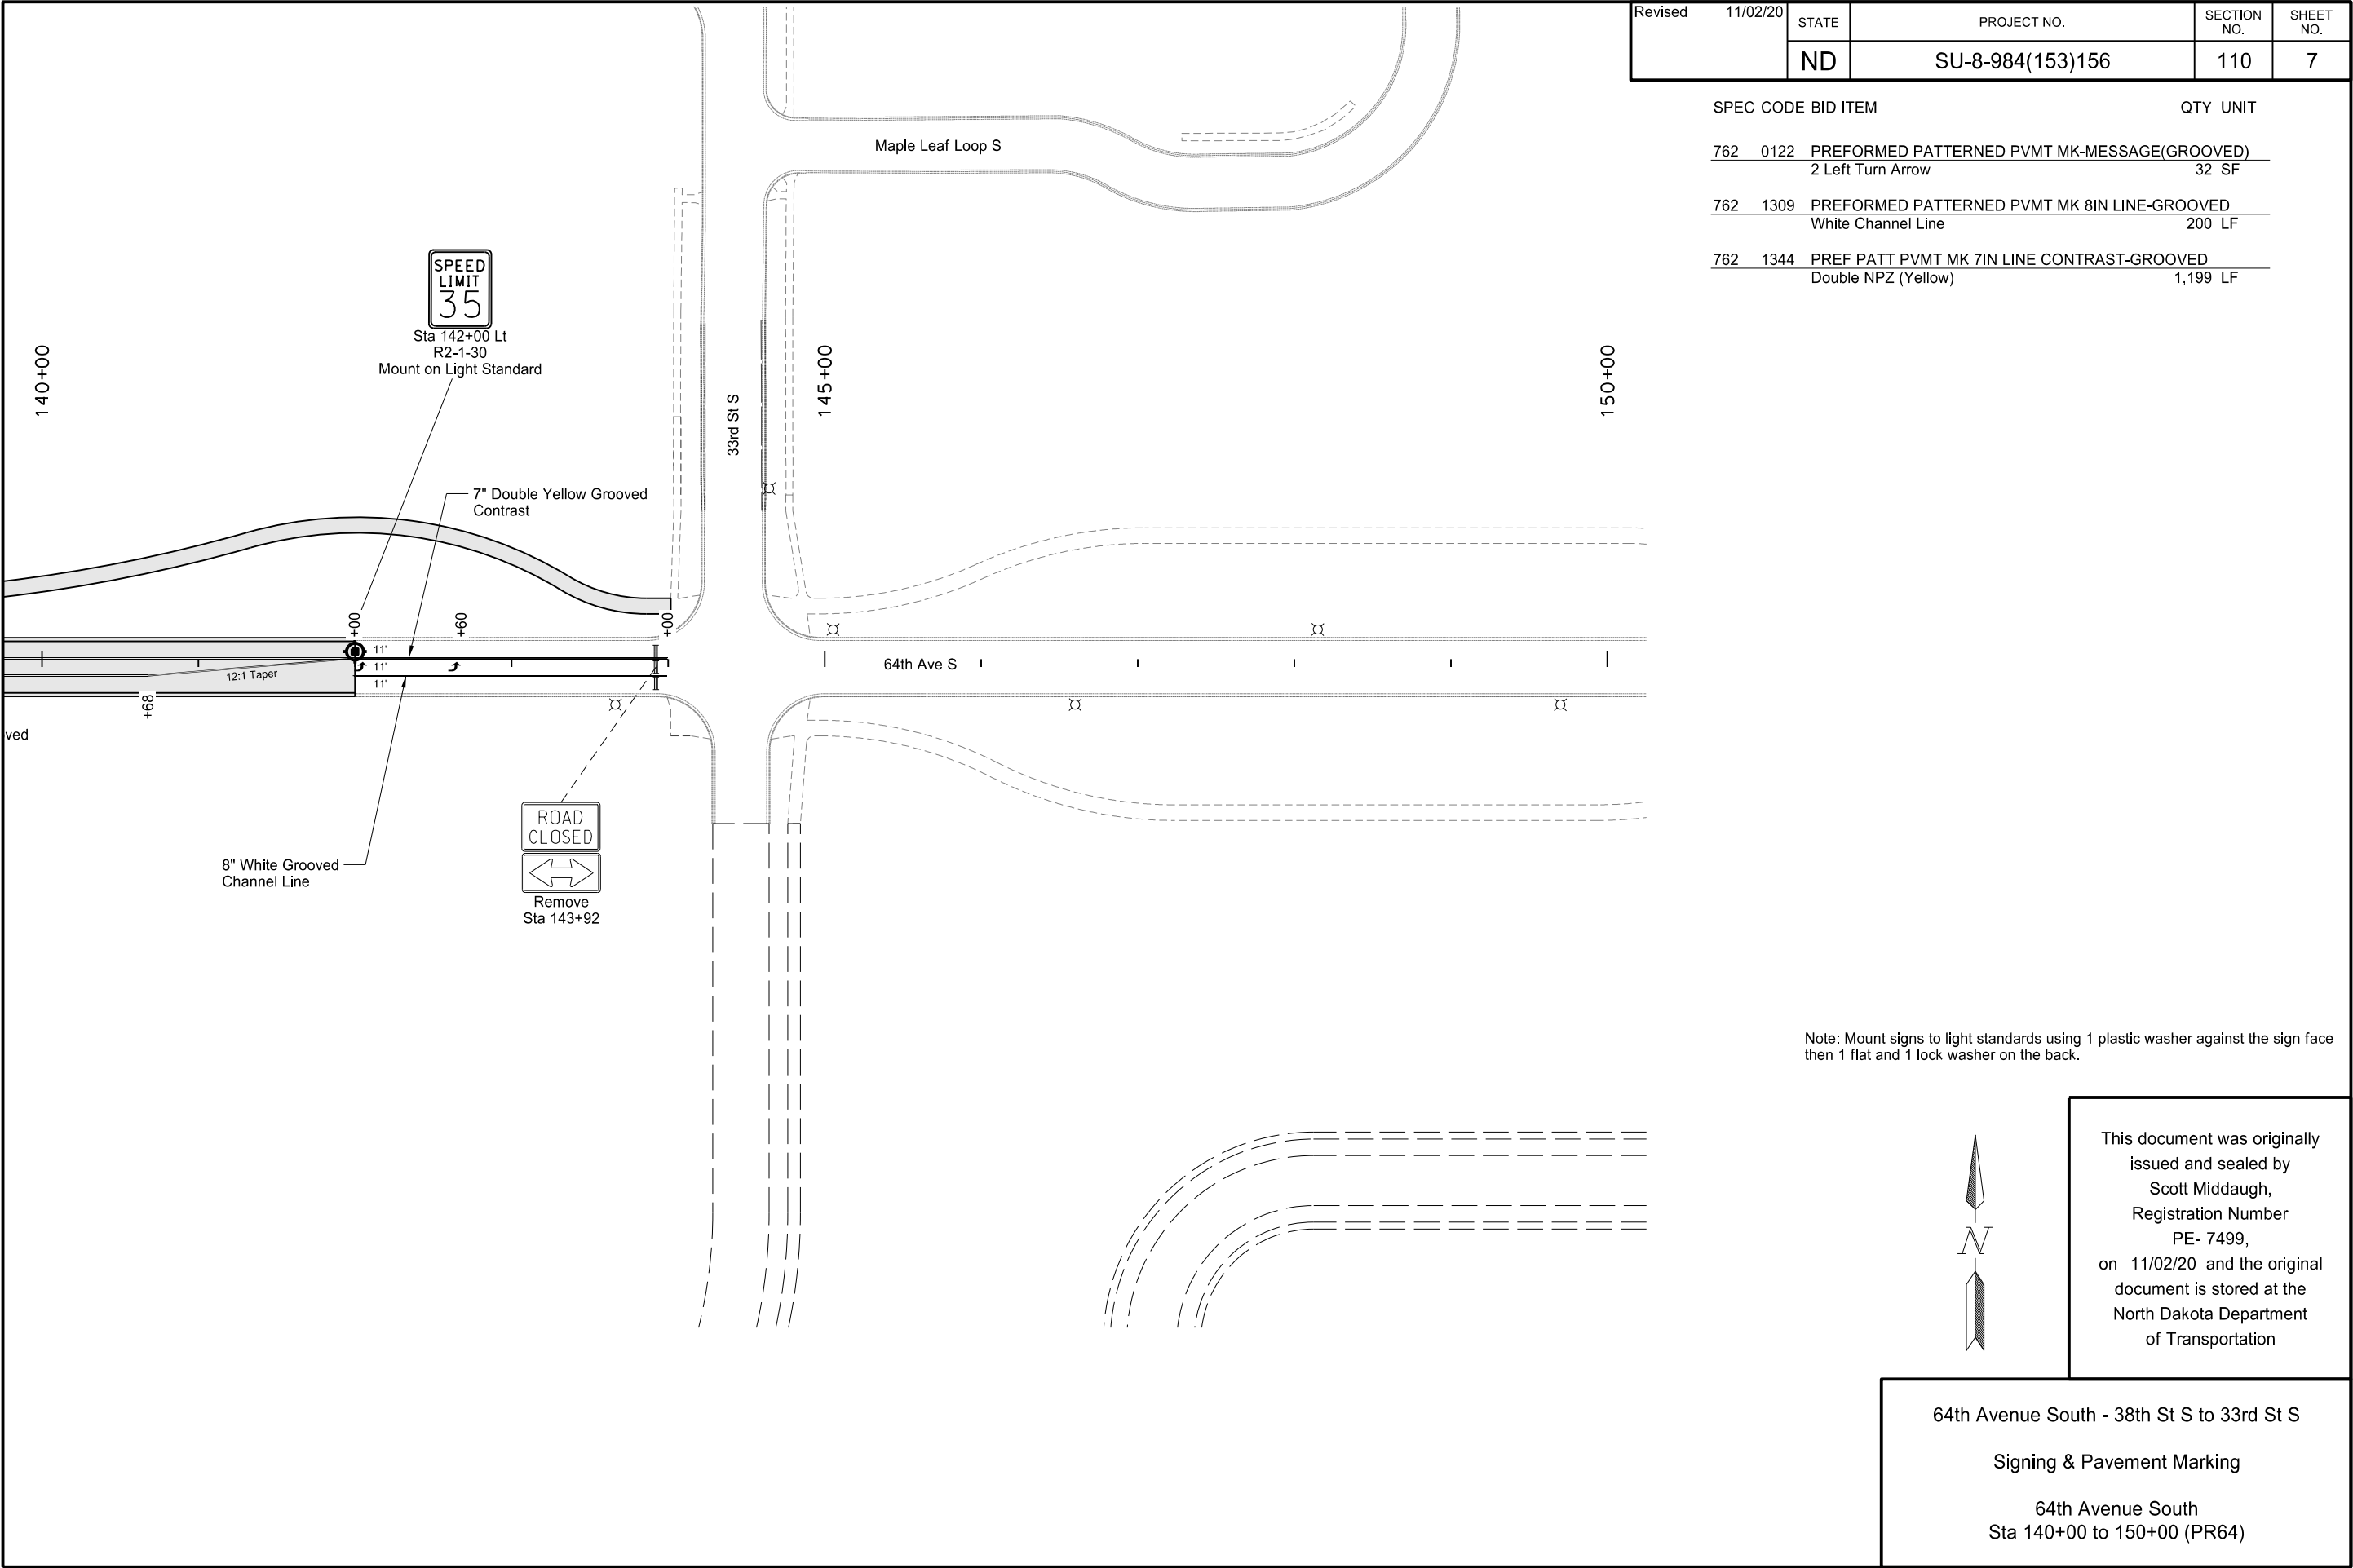 Revised 11/02/20
STATE PROJECT NO. SECTION NO. SHEET NO.
ND SU-8-984(153)156 110 7
SPEC CODE BID ITEM QTY UNIT
762 0122 PREFORMED PATTERNED PVMT MK-MESSAGE(GROOVED)
2 Left Turn Arrow 32 SF
762 1309 PREFORMED PATTERNED PVMT MK 8IN LINE-GROOVED
White Channel Line 200 LF
762 1344 PREF PATT PVMT MK 7IN LINE CONTRAST-GROOVED
Double NPZ (Yellow) 1,199 LF
Maple Leaf Loop S
SPEED
LIMIT
35
Sta 142+00 Lt
R2-1-30
Mount on Light Standard
140+00
33rd St S
145+00
150+00
7" Double Yellow Grooved
Contrast
+00
+60
+00
11'
11'
11'
12:1 Taper
64th Ave S
+68
ved
ROAD
CLOSED
Remove
Sta 143+92
8" White Grooved
Channel Line
Note: Mount signs to light standards using 1 plastic washer against the sign face
then 1 flat and 1 lock washer on the back.
N
This document was originally
issued and sealed by
Scott Middaugh,
Registration Number
PE- 7499,
on 11/02/20 and the original
document is stored at the
North Dakota Department
of Transportation
64th Avenue South - 38th St S to 33rd St S
Signing & Pavement Marking
64th Avenue South
Sta 140+00 to 150+00 (PR64)